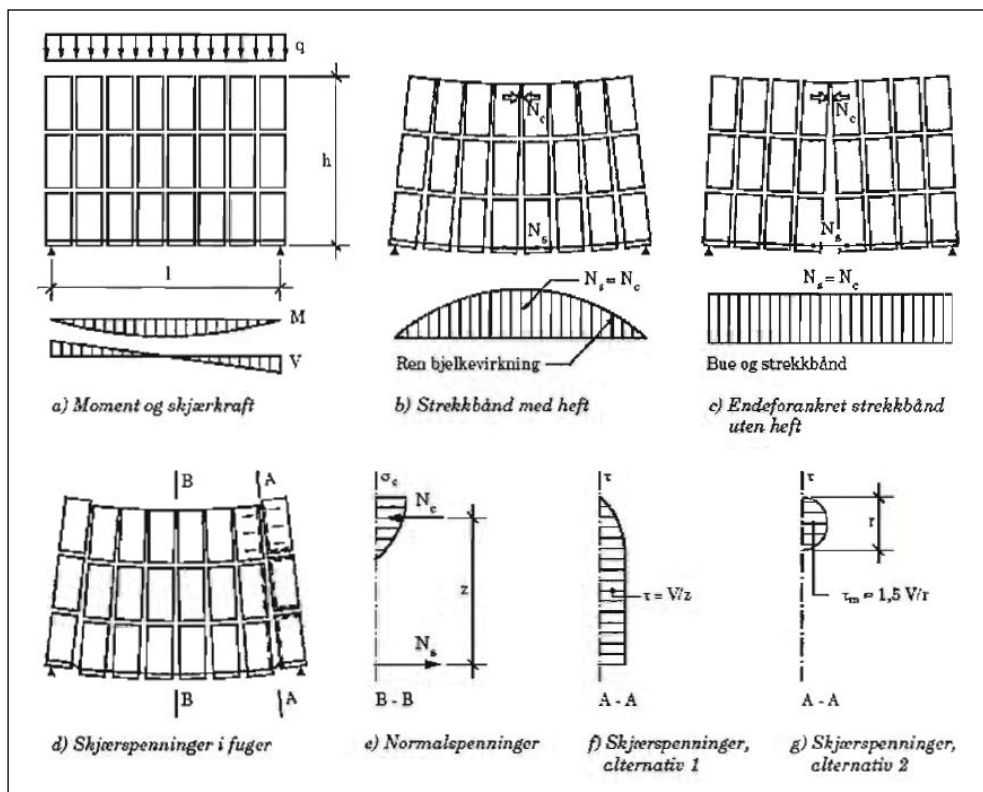 q
h
l
M
V
a) Moment og skjærkraft
N_c
N_s
N_s = N_c
Ren bjelkevirkning
b) Strekkbånd med heft
N_c
N_s
N_s = N_c
Bue og strekkbånd
c) Endeforankret strekkbånd
uten heft
B
A
B
A
d) Skjærspenninger i fuger
σ_c
N_c
z
N_s
B - B
e) Normalspenninger
τ
τ = V/z
A - A
f) Skjærspenninger,
alternativ 1
τ
r
τ_m = 1,5 V/r
A - A
g) Skjærspenninger,
alternativ 2